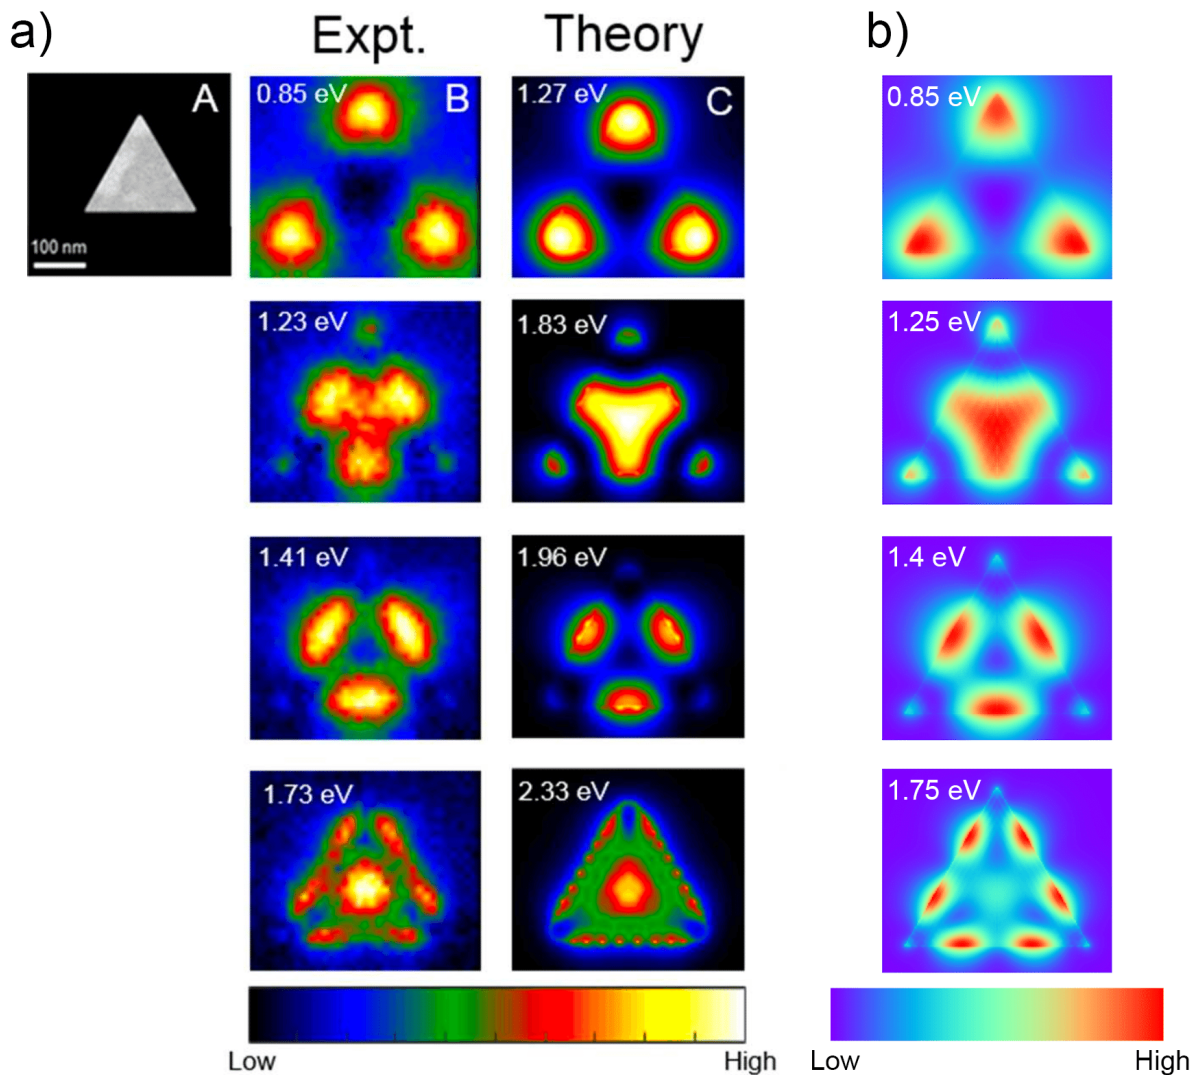 a) Expt. Theory b)
A 0.85 eV B 1.27 eV C 0.85 eV
100 nm
1.23 eV 1.83 eV 1.25 eV
1.41 eV 1.96 eV 1.4 eV
1.73 eV 2.33 eV 1.75 eV
Low High Low High